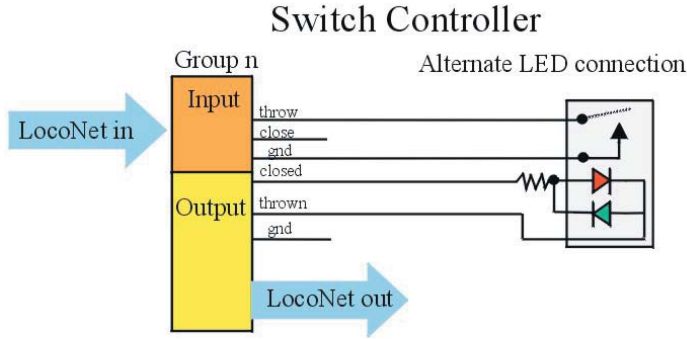 Switch Controller
Group n
Alternate LED connection
Input
throw
LocoNet in
close
gnd
closed
Output
thrown
gnd
LocoNet out